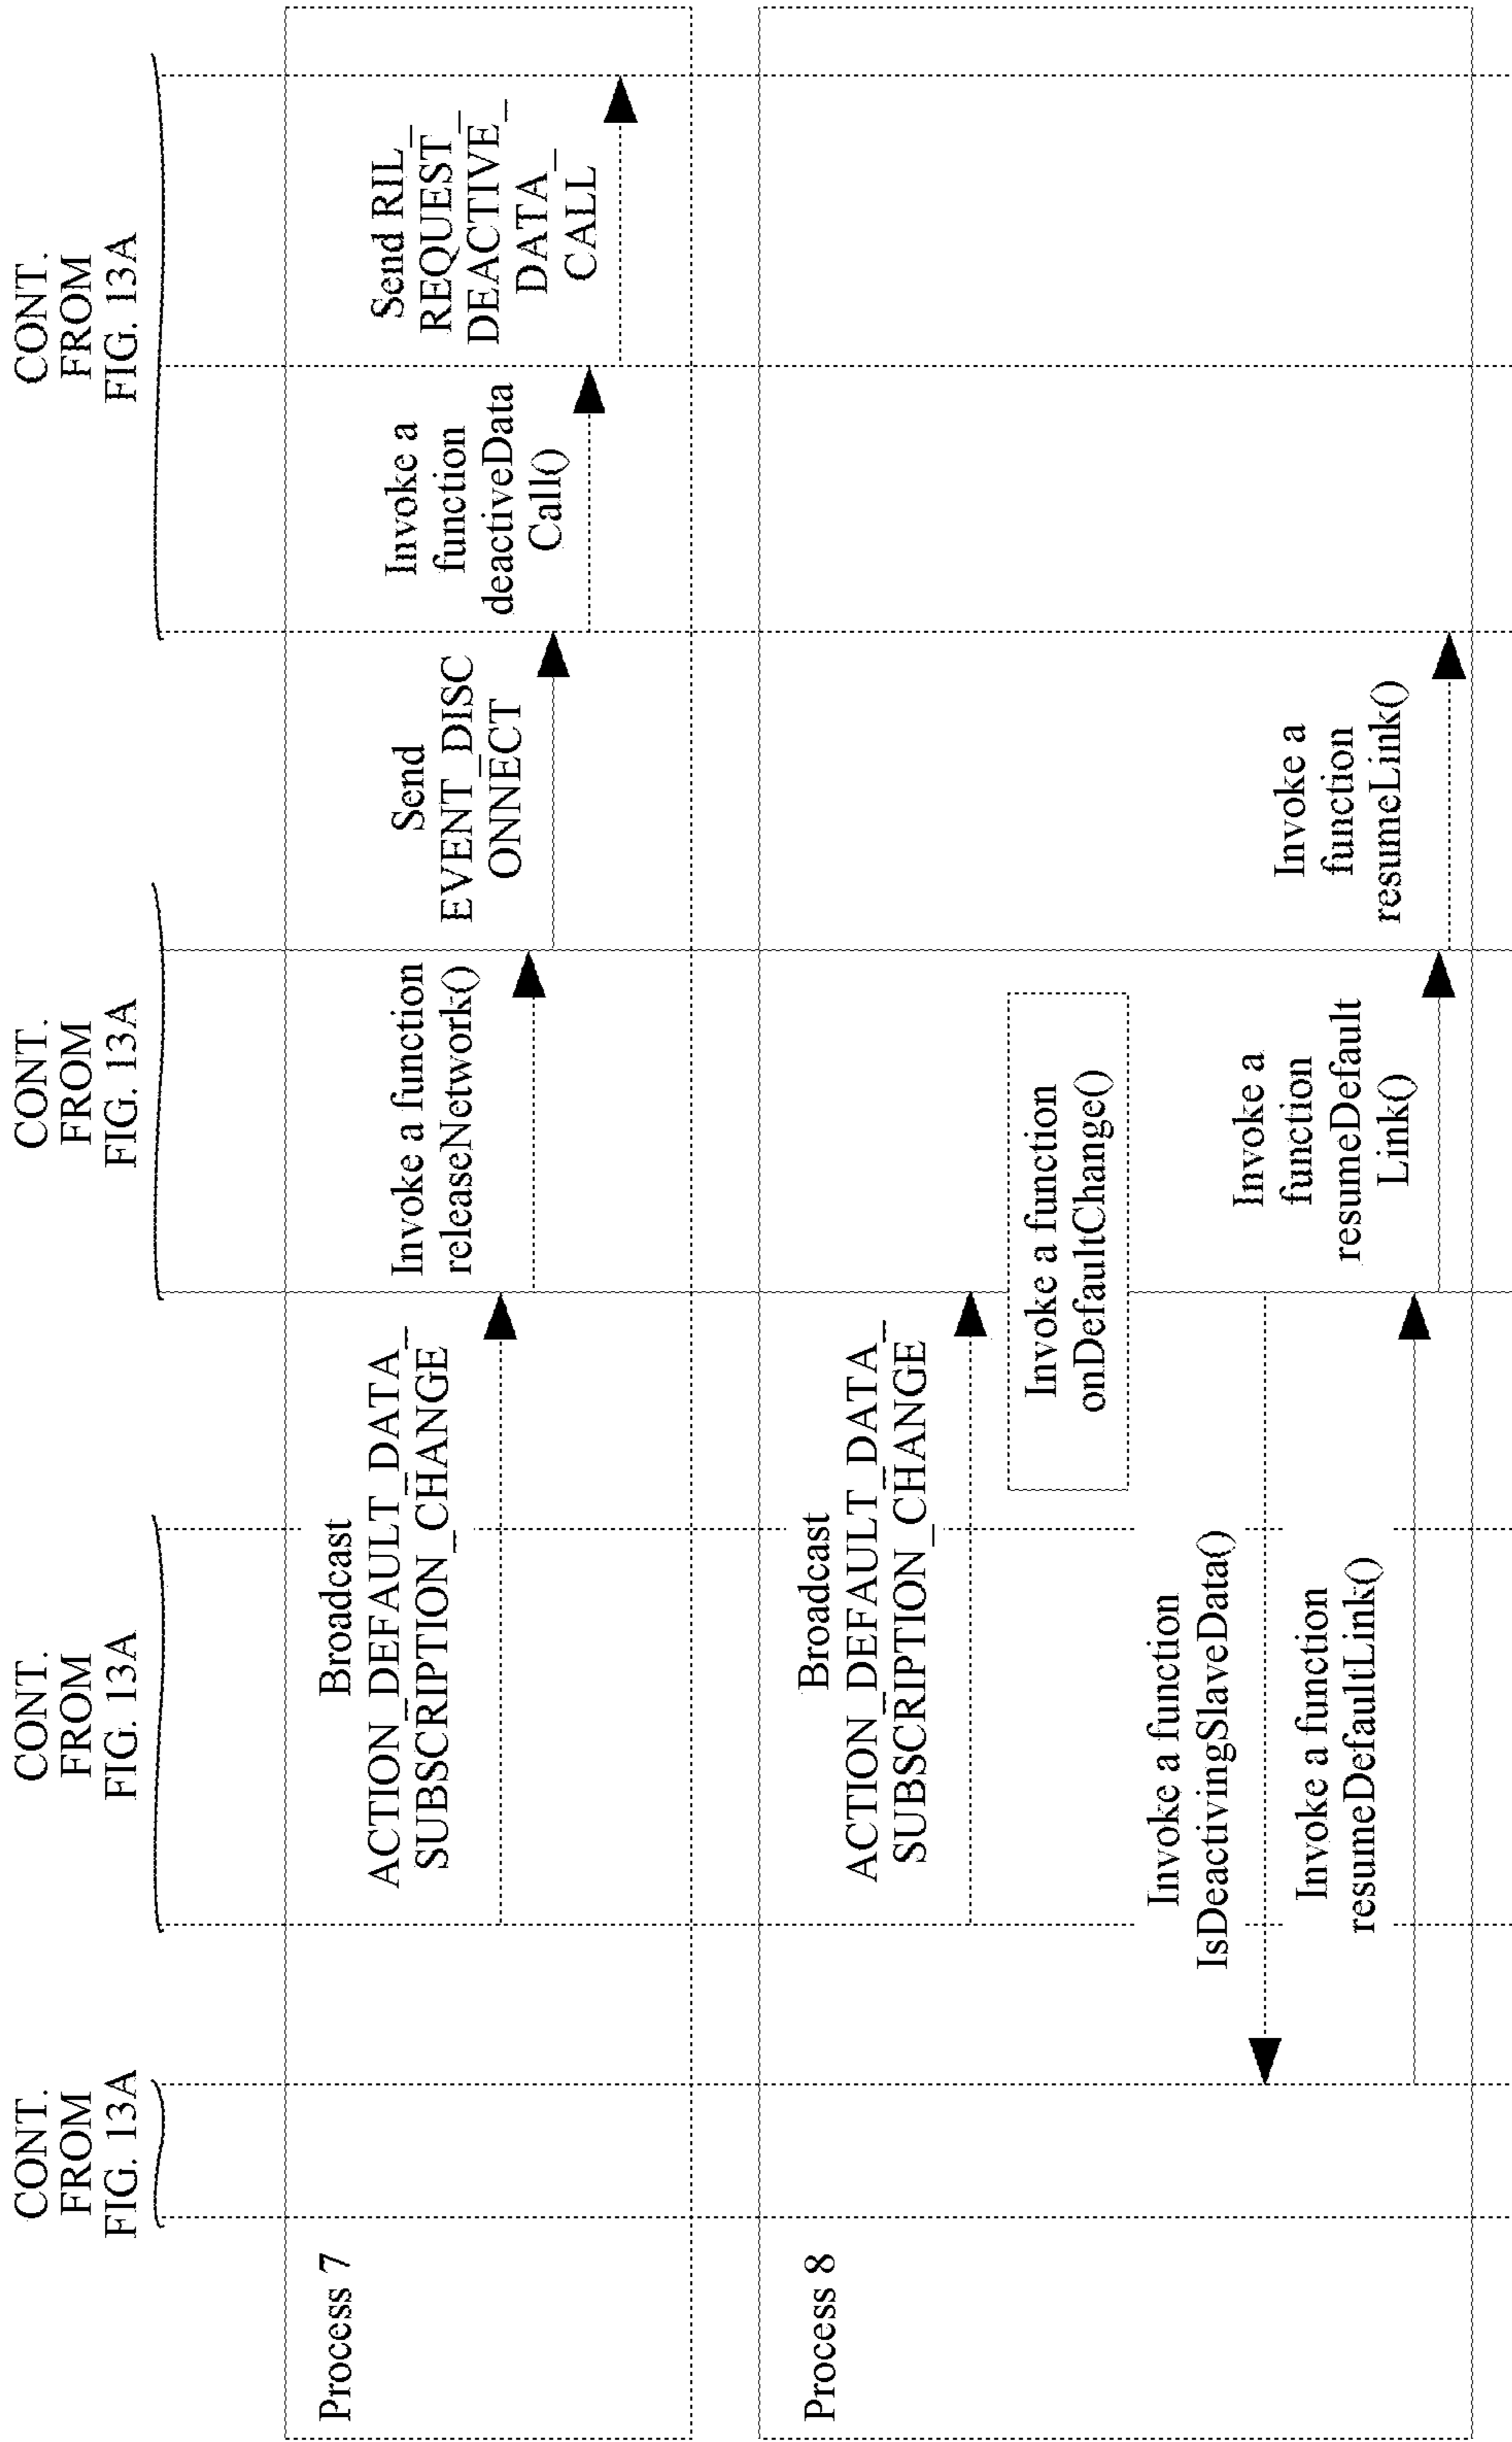 CONT.
FROM
FIG. 13A
CONT.
FROM
FIG. 13A
CONT.
FROM
FIG. 13A
CONT.
FROM
FIG. 13A
Process 7
Broadcast
ACTION_DEFAULT_DATA_
SUBSCRIPTION_CHANGE
Invoke a function
releaseNetwork()
Send
EVENT_DISC
ONNECT
Invoke a
function
deactiveData
Call()
Send RIL_
REQUEST_
DEACTIVE_
DATA_
CALL
Process 8
Broadcast
ACTION_DEFAULT_DATA_
SUBSCRIPTION_CHANGE
Invoke a function
onDefaultChange()
Invoke a function
IsDeactivingSlaveData()
Invoke a function
resumeDefaultLink()
Invoke a
function
resumeDefault
Link()
Invoke a
function
resumeLink()